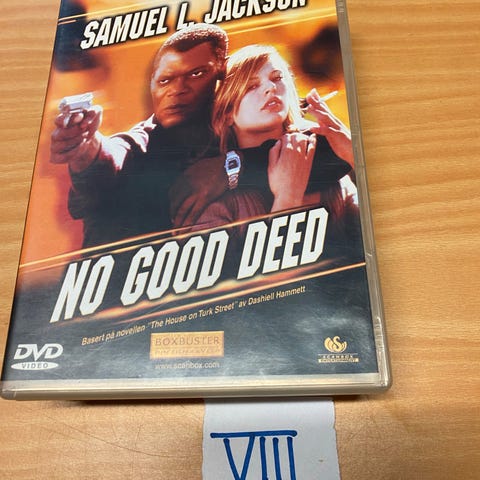 SAMUEL L. JACKSON
NO GOOD DEED
Basert på novellen "The House on Turk Street" av Dashiell Hammett
BOXBUSTER
www.scanbox.com
DVD
VIDEO
SCANBOX
ENTERTAINMENT
VIII